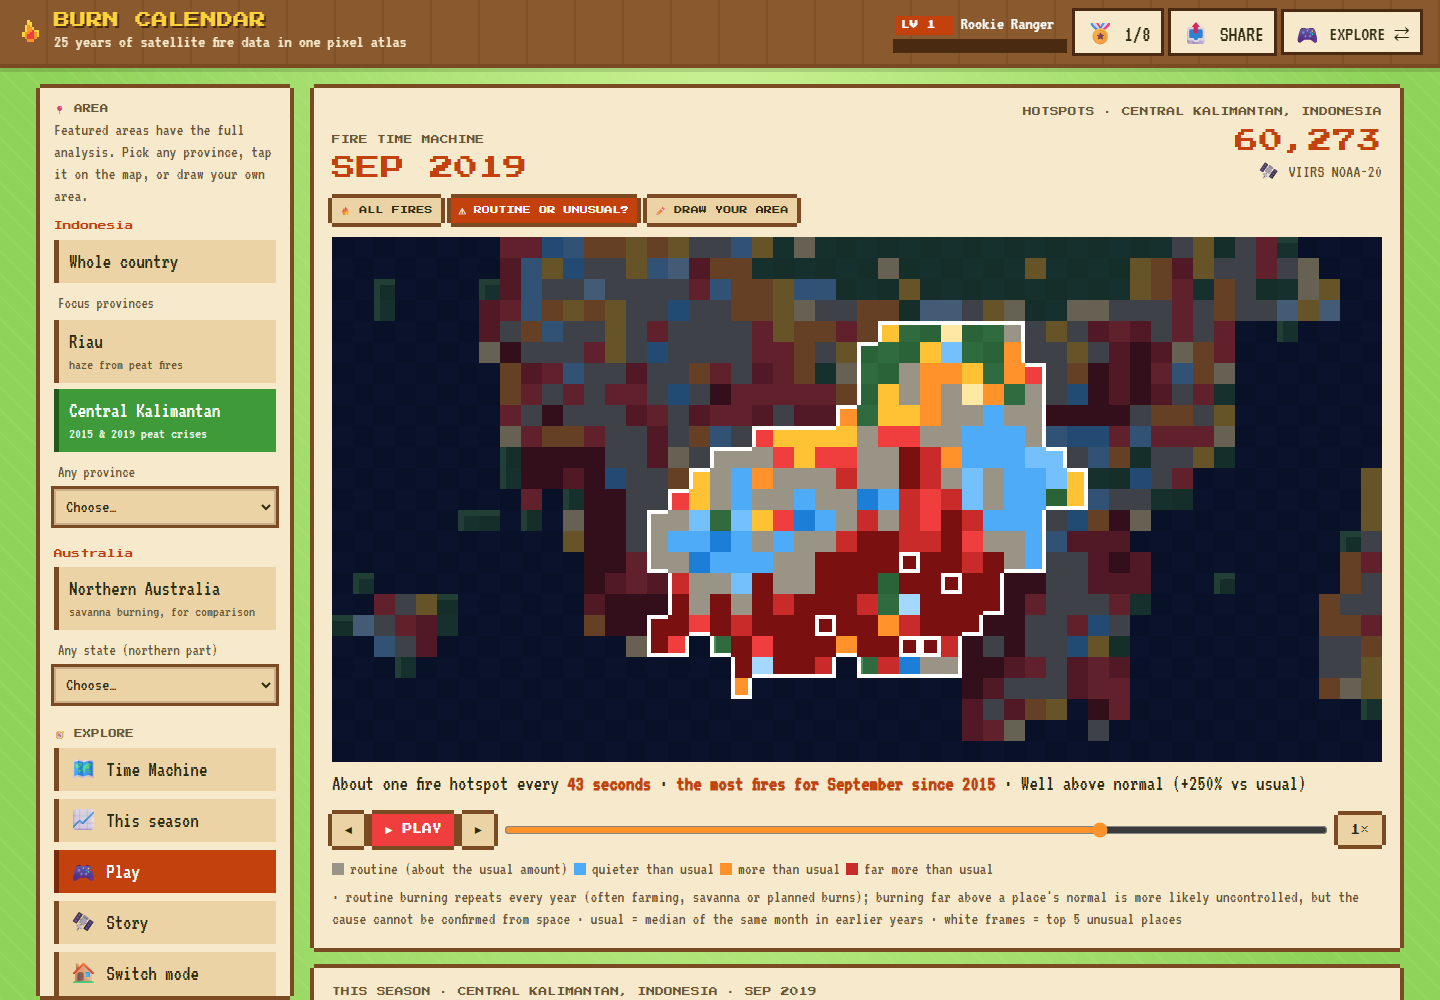 BURN CALENDAR
25 years of satellite fire data in one pixel atlas
LV 1
Rookie Ranger
1/8
SHARE
EXPLORE ⇄
AREA
Featured areas have the full
analysis. Pick any province, tap
it on the map, or draw your own
area.
Indonesia
Whole country
Focus provinces
Riau
haze from peat fires
Central Kalimantan
2015 & 2019 peat crises
Any province
Choose…
Australia
Northern Australia
savanna burning, for comparison
Any state (northern part)
Choose…
EXPLORE
Time Machine
This season
Play
Story
Switch mode
FIRE TIME MACHINE
SEP 2019
HOTSPOTS · CENTRAL KALIMANTAN, INDONESIA
60,273
VIIRS NOAA-20
ALL FIRES
ROUTINE OR UNUSUAL?
DRAW YOUR AREA
About one fire hotspot every 43 seconds · the most fires for September since 2015 · Well above normal (+250% vs usual)
◄
► PLAY
►
1×
routine (about the usual amount)
quieter than usual
more than usual
far more than usual
· routine burning repeats every year (often farming, savanna or planned burns); burning far above a place's normal is more likely uncontrolled, but the
cause cannot be confirmed from space · usual = median of the same month in earlier years · white frames = top 5 unusual places
THIS SEASON · CENTRAL KALIMANTAN, INDONESIA · SEP 2019